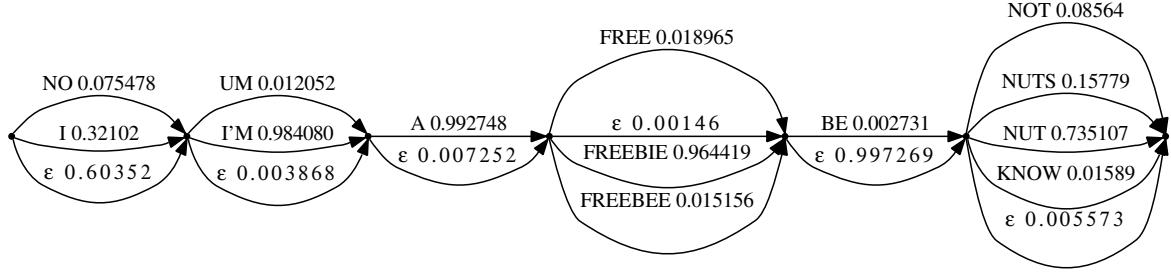 NO 0.075478
I 0.32102
ε 0.60352
UM 0.012052
I'M 0.984080
ε 0.003868
A 0.992748
ε 0.007252
FREE 0.018965
ε 0.00146
FREEBIE 0.964419
FREEBEE 0.015156
BE 0.002731
ε 0.997269
NOT 0.08564
NUTS 0.15779
NUT 0.735107
KNOW 0.01589
ε 0.005573